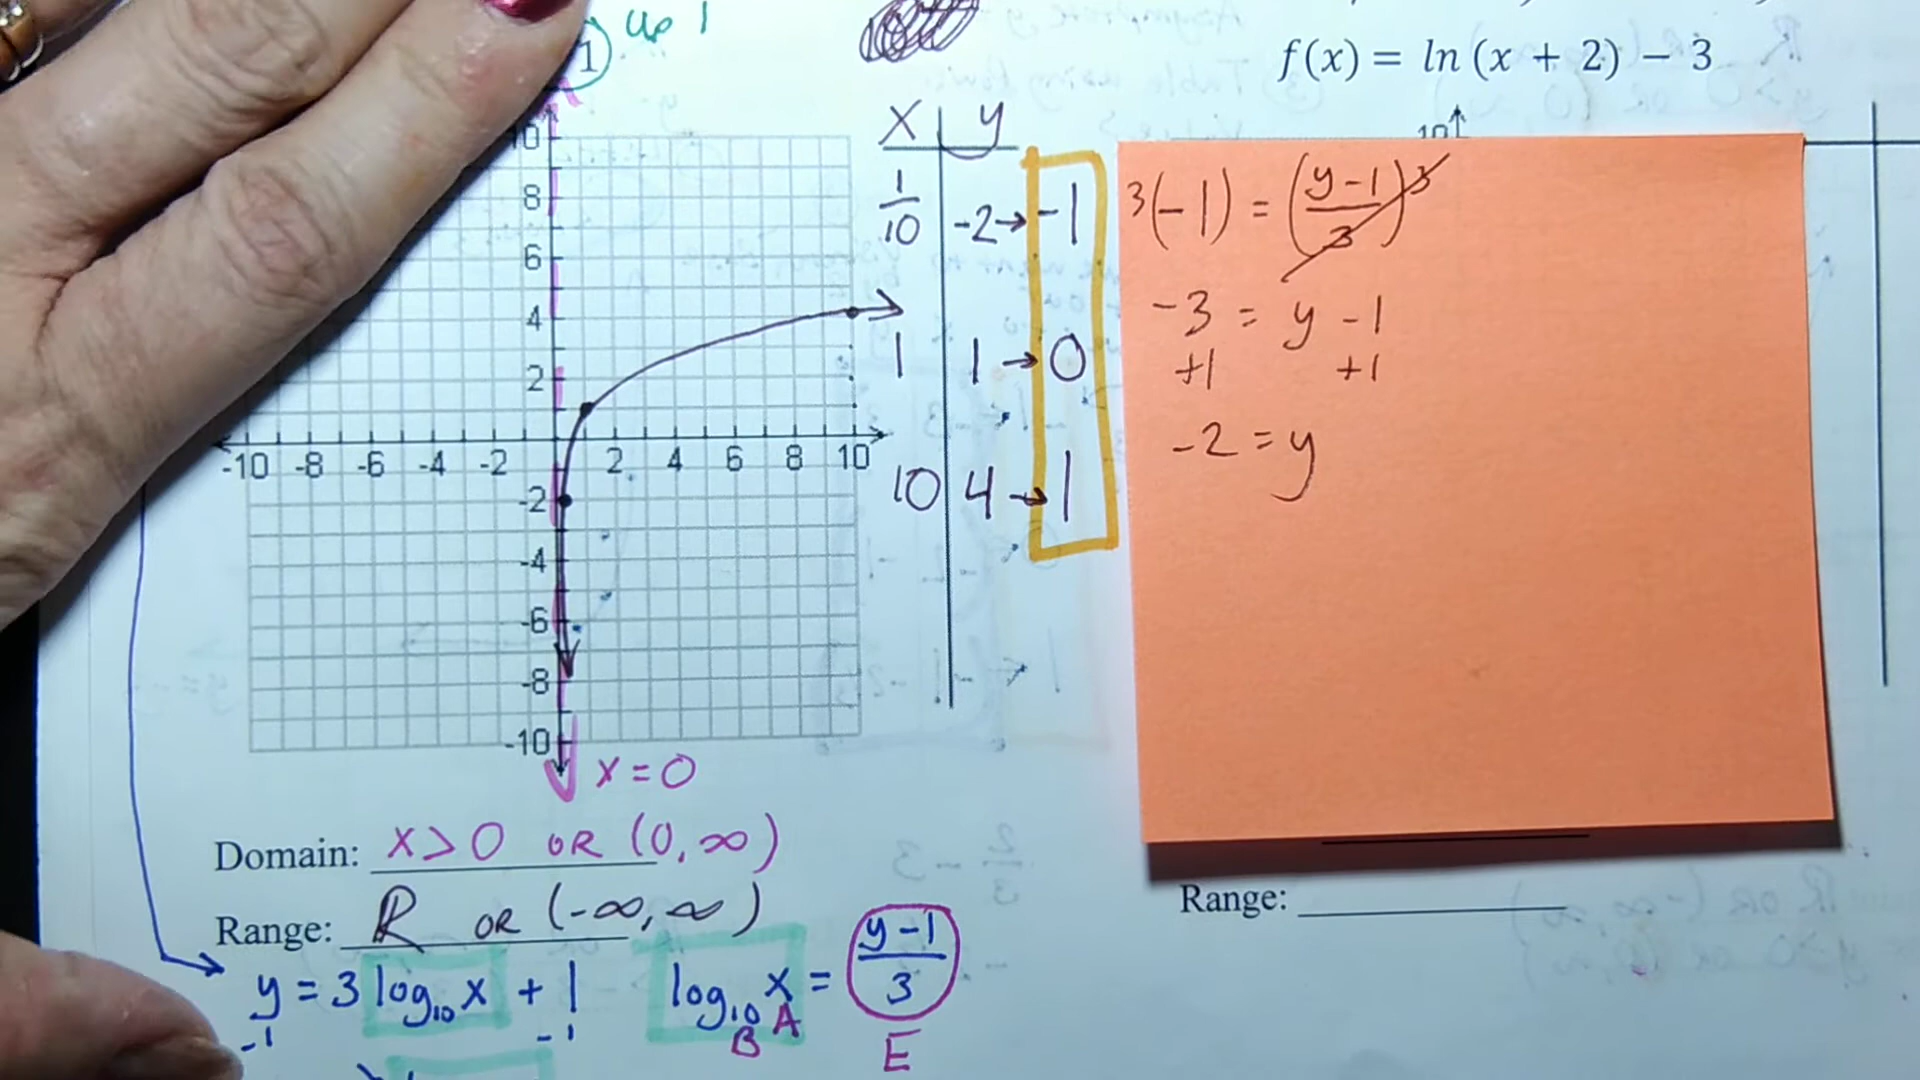 1 up 1
f(x) = ln (x + 2) − 3
10
8
6
4
2
-10 -8 -6 -4 -2 2 4 6 8 10
-2
-4
-6
-8
-10
x = 0
x y
1/10 -2 → -1
1 1 → 0
10 4 → 1
10
3(-1) = ((y-1)/3)3
-3 = y - 1
+1 +1
-2 = y
Domain: x > 0 OR (0, ∞)
Range: ℝ OR (-∞, ∞)
y = 3 log₁₀ x + 1
-1 -1
log₁₀ x = (y-1)/3
B A E
Range: